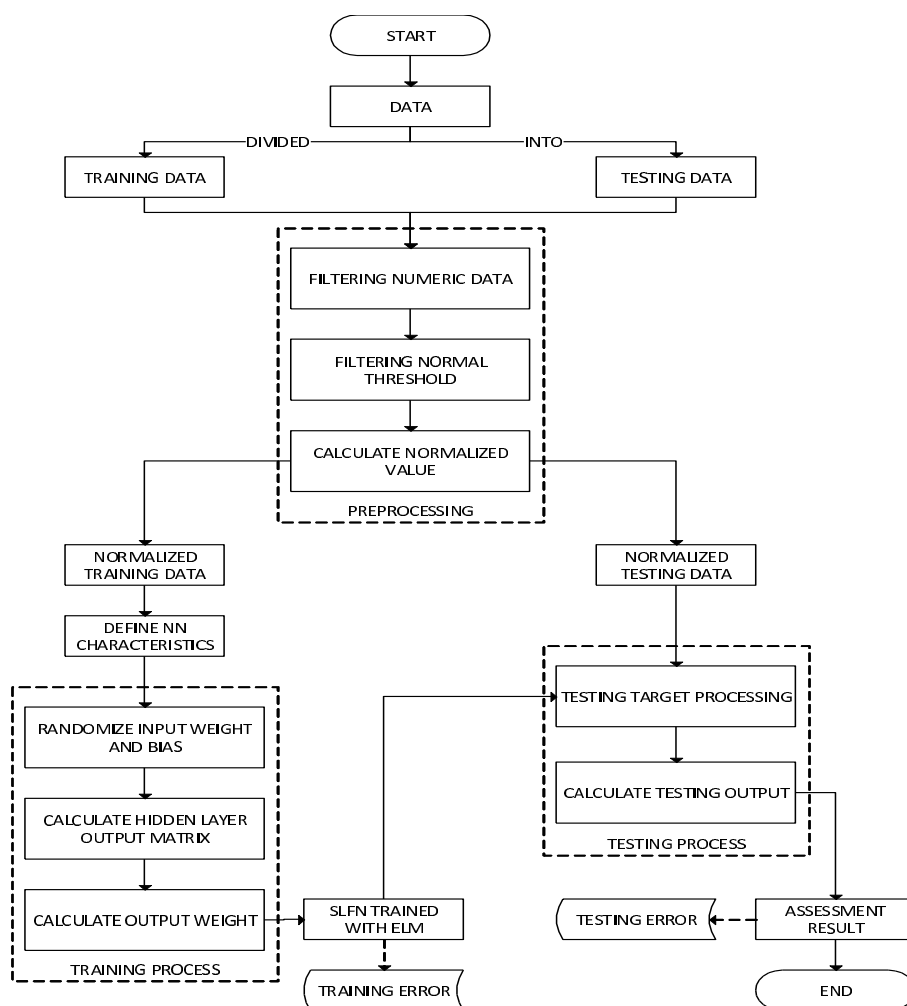 START
DATA
DIVIDED
INTO
TRAINING DATA
TESTING DATA
FILTERING NUMERIC DATA
FILTERING NORMAL
THRESHOLD
CALCULATE NORMALIZED
VALUE
PREPROCESSING
NORMALIZED
TRAINING DATA
NORMALIZED
TESTING DATA
DEFINE NN
CHARACTERISTICS
RANDOMIZE INPUT WEIGHT
AND BIAS
CALCULATE HIDDEN LAYER
OUTPUT MATRIX
CALCULATE OUTPUT WEIGHT
TRAINING PROCESS
SLFN TRAINED
WITH ELM
TRAINING ERROR
TESTING TARGET PROCESSING
CALCULATE TESTING OUTPUT
TESTING PROCESS
TESTING ERROR
ASSESSMENT
RESULT
END